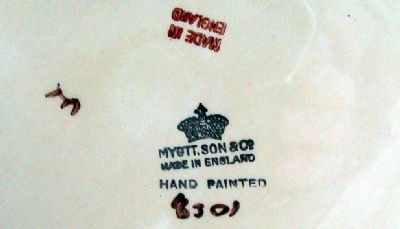 MADE IN
ENGLAND
MYOTT, SON & Co
MADE IN ENGLAND
HAND PAINTED
8301